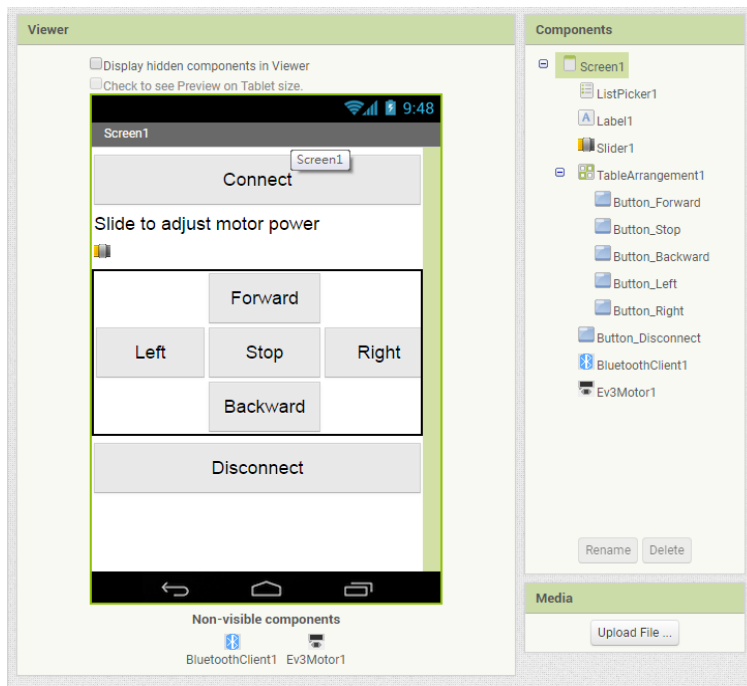 Viewer
Display hidden components in Viewer
Check to see Preview on Tablet size.
9:48
Screen1
Screen1
Connect
Slide to adjust motor power
Forward
Left Stop Right
Backward
Disconnect
Non-visible components
BluetoothClient1 Ev3Motor1
Components
Screen1
ListPicker1
A Label1
Slider1
TableArrangement1
Button_Forward
Button_Stop
Button_Backward
Button_Left
Button_Right
Button_Disconnect
BluetoothClient1
Ev3Motor1
Rename Delete
Media
Upload File ...